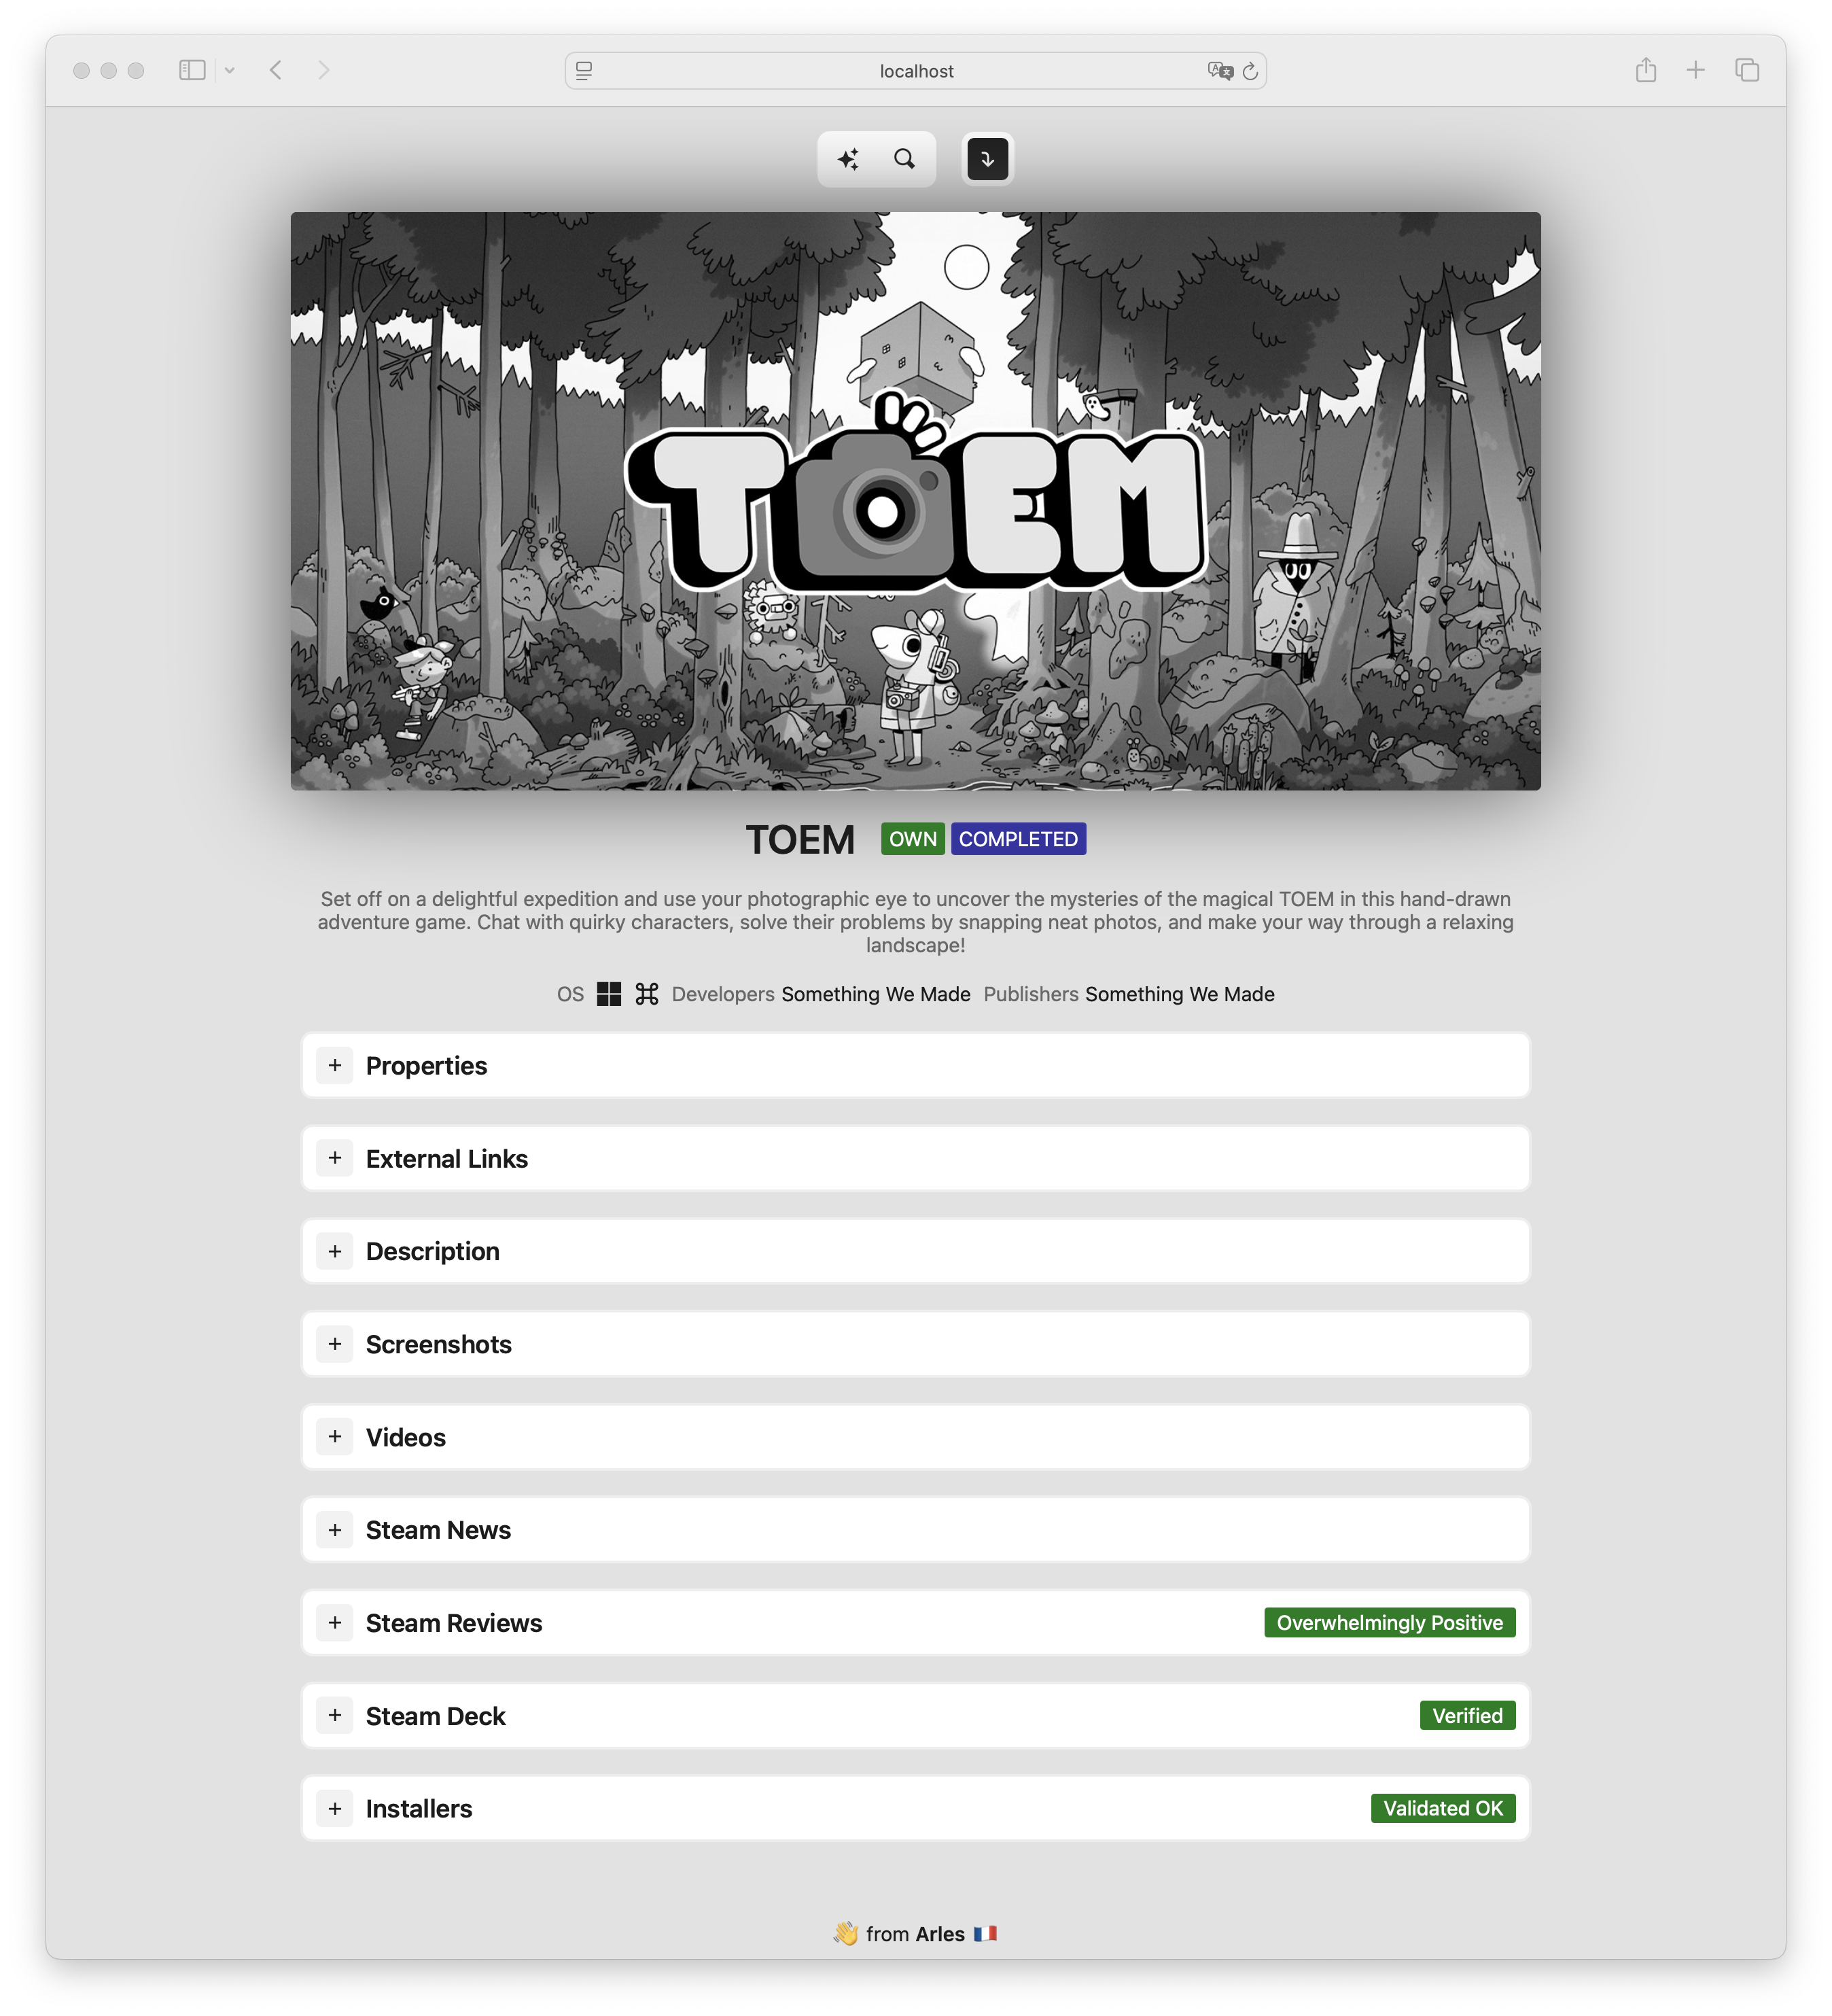 localhost
TOEM
TOEM OWN COMPLETED
Set off on a delightful expedition and use your photographic eye to uncover the mysteries of the magical TOEM in this hand-drawn
adventure game. Chat with quirky characters, solve their problems by snapping neat photos, and make your way through a relaxing
landscape!
OS Developers Something We Made Publishers Something We Made
+ Properties
+ External Links
+ Description
+ Screenshots
+ Videos
+ Steam News
+ Steam Reviews Overwhelmingly Positive
+ Steam Deck Verified
+ Installers Validated OK
👋 from Arles 🇫🇷